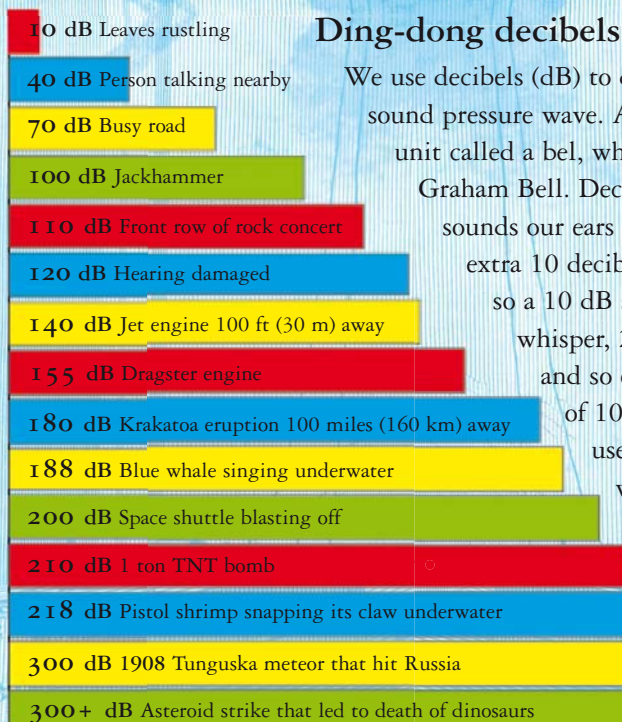 Ding-dong decibels
We use decibels (dB) to
sound pressure wave. A
unit called a bel, wh
Graham Bell. Dec
sounds our ears
extra 10 decib
so a 10 dB
whisper,
and so
of 10
use
10 dB Leaves rustling
40 dB Person talking nearby
70 dB Busy road
100 dB Jackhammer
110 dB Front row of rock concert
120 dB Hearing damaged
140 dB Jet engine 100 ft (30 m) away
155 dB Dragster engine
180 dB Krakatoa eruption 100 miles (160 km) away
188 dB Blue whale singing underwater
200 dB Space shuttle blasting off
210 dB 1 ton TNT bomb
218 dB Pistol shrimp snapping its claw underwater
300 dB 1908 Tunguska meteor that hit Russia
300+ dB Asteroid strike that led to death of dinosaurs